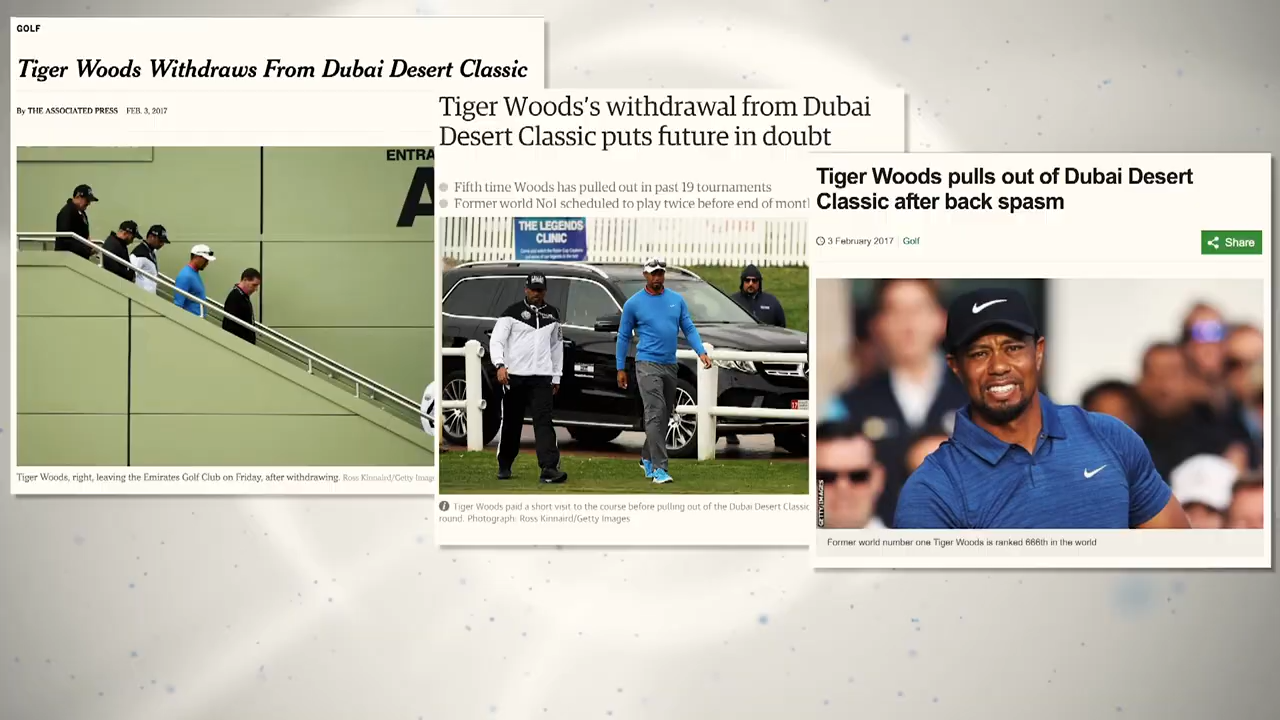 GOLF
Tiger Woods Withdraws From Dubai Desert Classic
By THE ASSOCIATED PRESS FEB. 3, 2017
ENTRA
A
Tiger Woods, right, leaving the Emirates Golf Club on Friday, after withdrawing. Ross Kinnaird/Getty Image
Tiger Woods's withdrawal from Dubai
Desert Classic puts future in doubt
Fifth time Woods has pulled out in past 19 tournaments
Former world No1 scheduled to play twice before end of month
THE LEGENDS
CLINIC
Tiger Woods paid a short visit to the course before pulling out of the Dubai Desert Classic
round. Photograph: Ross Kinnaird/Getty Images
Tiger Woods pulls out of Dubai Desert
Classic after back spasm
3 February 2017 Golf
Share
GETTY IMAGES
Former world number one Tiger Woods is ranked 666th in the world